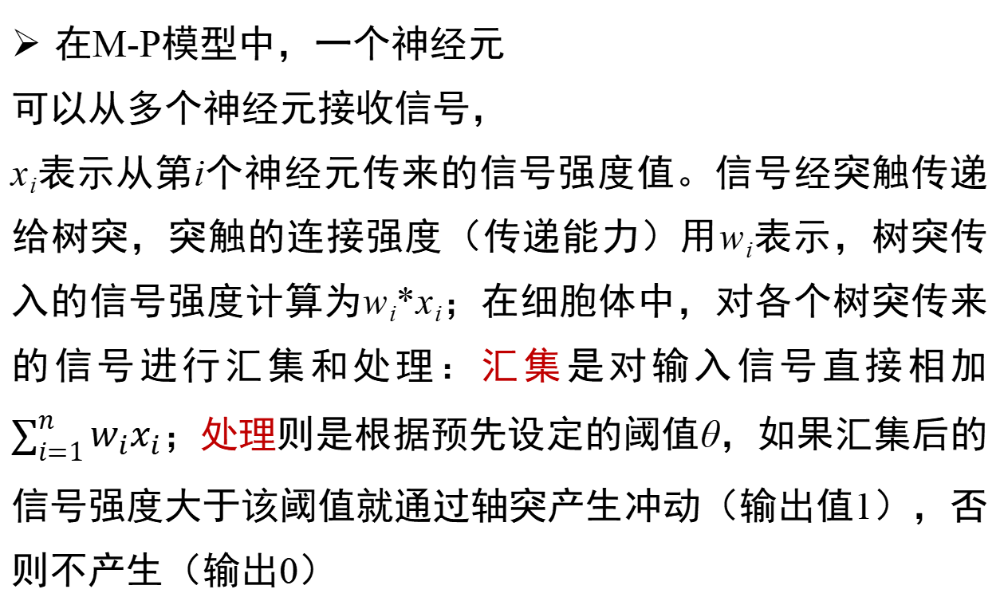 ➢ 在M-P模型中，一个神经元
可以从多个神经元接收信号，
xᵢ表示从第i个神经元传来的信号强度值。信号经突触传递
给树突，突触的连接强度（传递能力）用wᵢ表示，树突传
入的信号强度计算为wᵢ*xᵢ；在细胞体中，对各个树突传来
的信号进行汇集和处理：汇集是对输入信号直接相加
∑ⁿᵢ₌₁ wᵢxᵢ；处理则是根据预先设定的阈值θ，如果汇集后的
信号强度大于该阈值就通过轴突产生冲动（输出值1），否
则不产生（输出0）